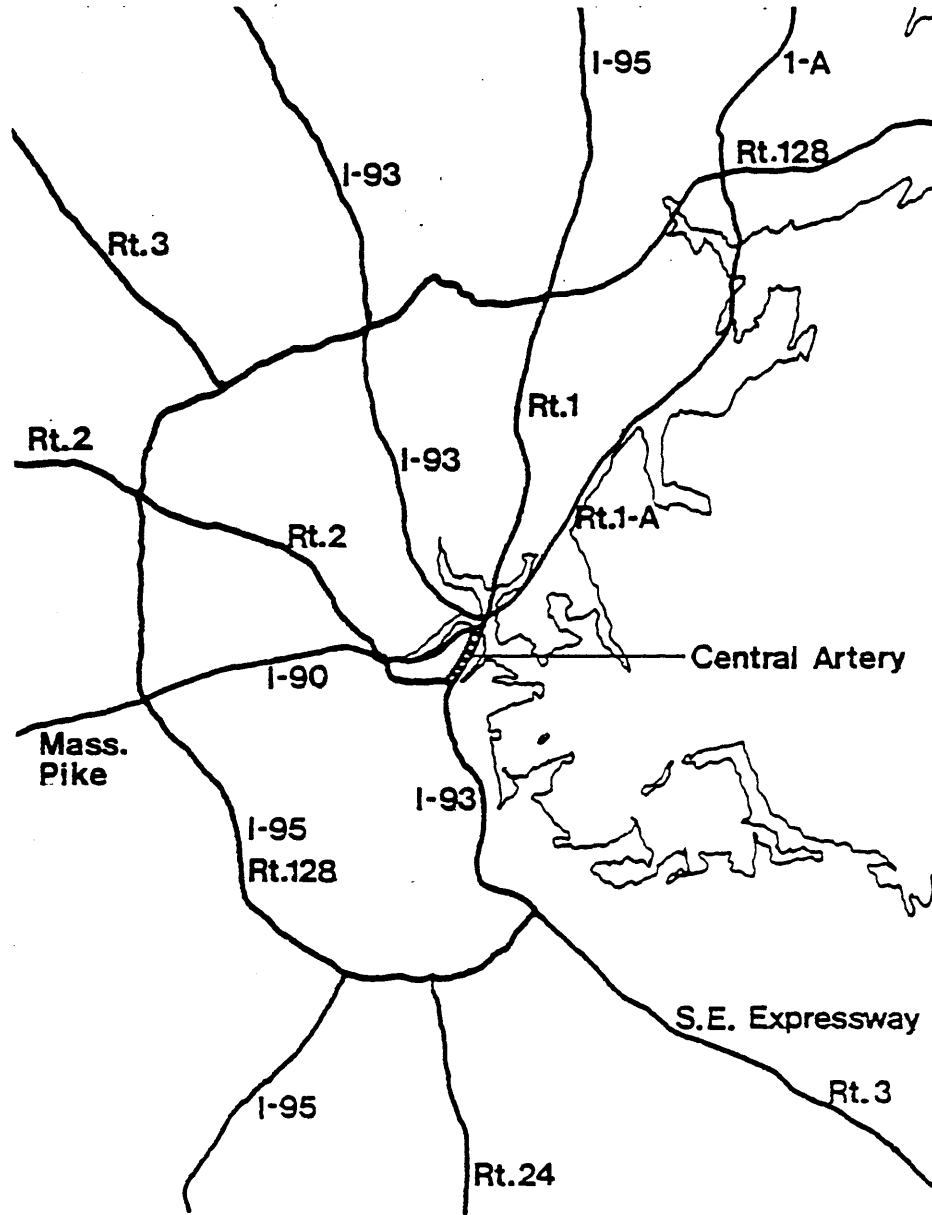 I-95
1-A
Rt.128
I-93
Rt.3
Rt.1
Rt.2
I-93
Rt.1-A
Rt.2
Central Artery
I-90
Mass.
Pike
I-93
I-95
Rt.128
S.E. Expressway
Rt.3
I-95
Rt.24